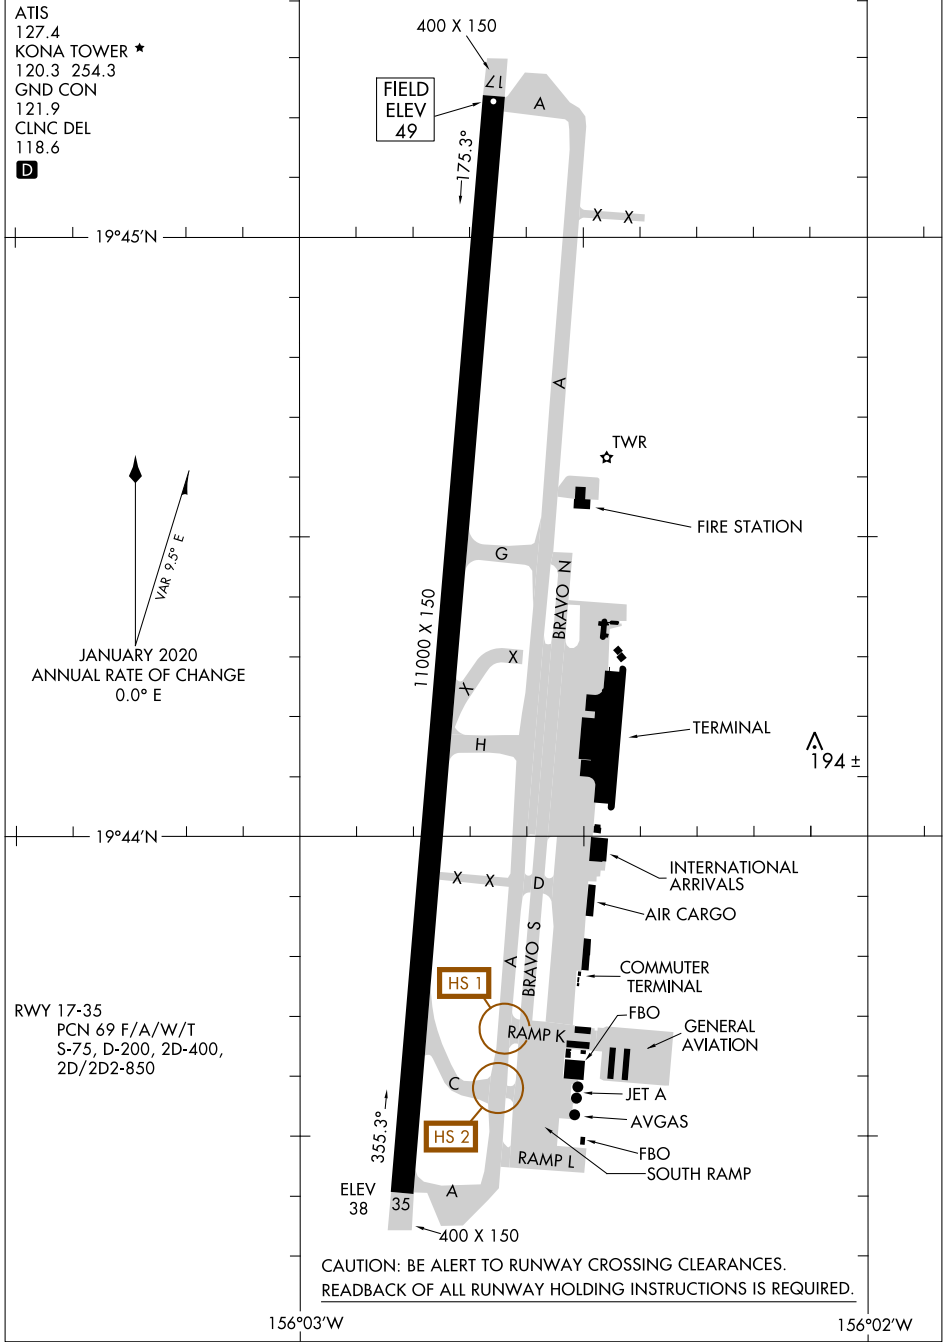 ATIS
127.4
KONA TOWER ★
120.3 254.3
GND CON
121.9
CLNC DEL
118.6
D
400 X 150
17
FIELD
ELEV
49
A
175.3°
X X
19°45'N
A
TWR
FIRE STATION
VAR 9.5° E
G
BRAVO N
11000 X 150
JANUARY 2020
ANNUAL RATE OF CHANGE
0.0° E
X
X
H
TERMINAL
194 ±
19°44'N
INTERNATIONAL
ARRIVALS
X X
D
AIR CARGO
A
BRAVO S
HS 1
COMMUTER
TERMINAL
RWY 17-35
PCN 69 F/A/W/T
S-75, D-200, 2D-400,
2D/2D2-850
RAMP K
FBO
GENERAL
AVIATION
C
JET A
AVGAS
355.3°
HS 2
FBO
RAMP L
SOUTH RAMP
ELEV
38
35
A
400 X 150
CAUTION: BE ALERT TO RUNWAY CROSSING CLEARANCES.
READBACK OF ALL RUNWAY HOLDING INSTRUCTIONS IS REQUIRED.
156°03'W
156°02'W